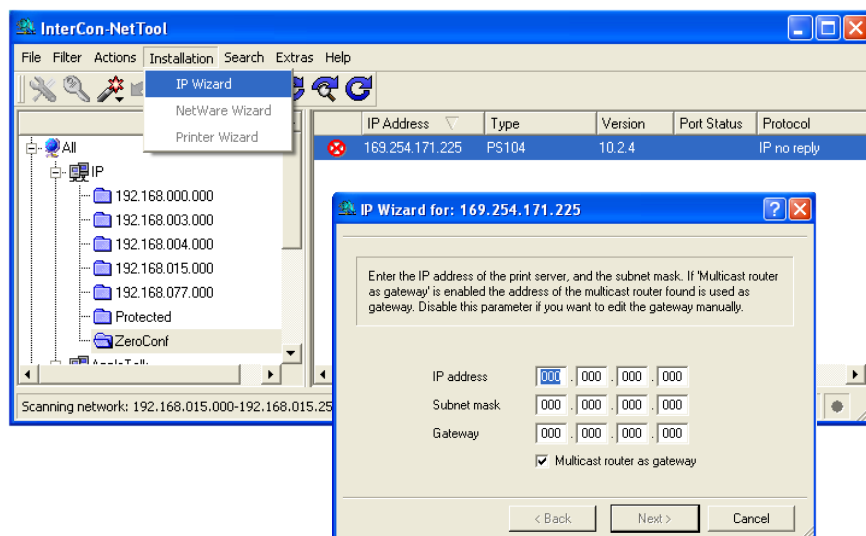 InterCon-NetTool
File Filter Actions Installation Search Extras Help
IP Wizard
NetWare Wizard
Printer Wizard
IP Address Type Version Port Status Protocol
169.254.171.225 PS104 10.2.4 IP no reply
All
IP
192.168.000.000
192.168.003.000
192.168.004.000
192.168.015.000
192.168.077.000
Protected
ZeroConf
Scanning network: 192.168.015.000-192.168.015.25
IP Wizard for: 169.254.171.225
Enter the IP address of the print server, and the subnet mask. If 'Multicast router
as gateway' is enabled the address of the multicast router found is used as
gateway. Disable this parameter if you want to edit the gateway manually.
IP address 000 . 000 . 000 . 000
Subnet mask 000 . 000 . 000 . 000
Gateway 000 . 000 . 000 . 000
Multicast router as gateway
< Back Next > Cancel